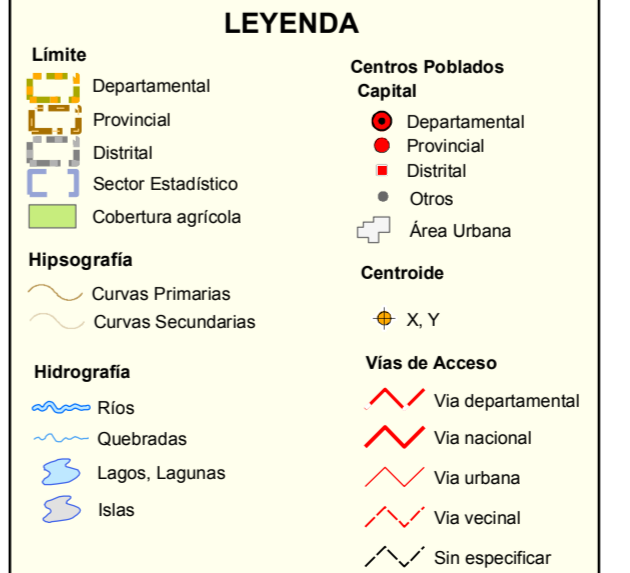 LEYENDA
Límite
Departamental
Provincial
Distrital
Sector Estadístico
Cobertura agrícola
Hipsografía
Curvas Primarias
Curvas Secundarias
Hidrografía
Ríos
Quebradas
Lagos, Lagunas
Islas
Centros Poblados
Capital
Departamental
Provincial
Distrital
Otros
Área Urbana
Centroide
X, Y
Vías de Acceso
Via departamental
Via nacional
Via urbana
Via vecinal
Sin especificar